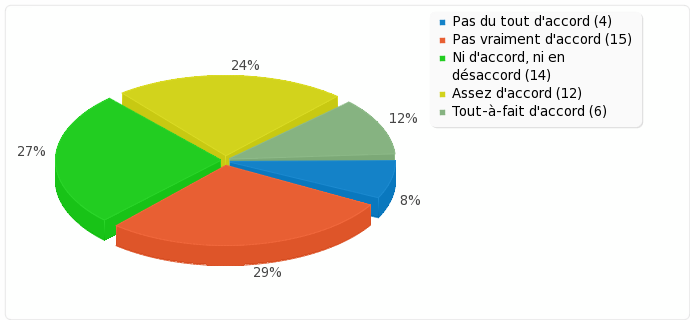 Pas du tout d'accord (4)
Pas vraiment d'accord (15)
Ni d'accord, ni en
désaccord (14)
Assez d'accord (12)
Tout-à-fait d'accord (6)
24%
12%
27%
8%
29%